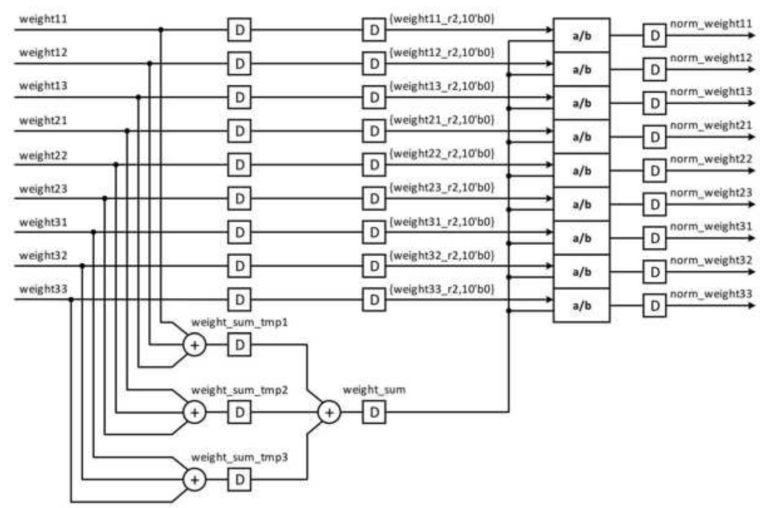 weight11 D D {weight11_r2,10'b0} a/b D norm_weight11
weight12 D D {weight12_r2,10'b0} a/b D norm_weight12
weight13 D D {weight13_r2,10'b0} a/b D norm_weight13
weight21 D D {weight21_r2,10'b0} a/b D norm_weight21
weight22 D D {weight22_r2,10'b0} a/b D norm_weight22
weight23 D D {weight23_r2,10'b0} a/b D norm_weight23
weight31 D D {weight31_r2,10'b0} a/b D norm_weight31
weight32 D D {weight32_r2,10'b0} a/b D norm_weight32
weight33 D D {weight33_r2,10'b0} a/b D norm_weight33
weight_sum_tmp1
+ D
weight_sum_tmp2 weight_sum
+ D + D
weight_sum_tmp3
+ D